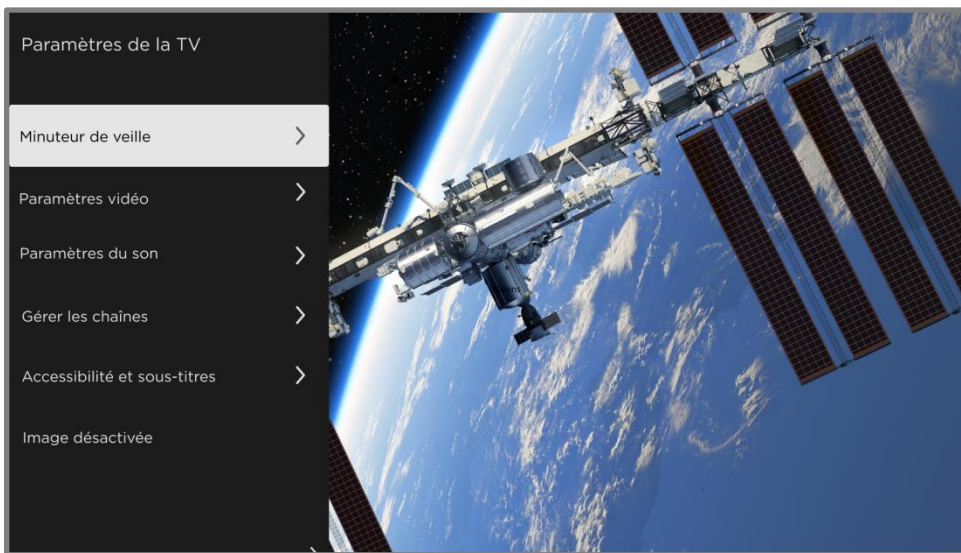 Paramètres de la TV
Minuteur de veille
Paramètres vidéo
Paramètres du son
Gérer les chaînes
Accessibilité et sous-titres
Image désactivée